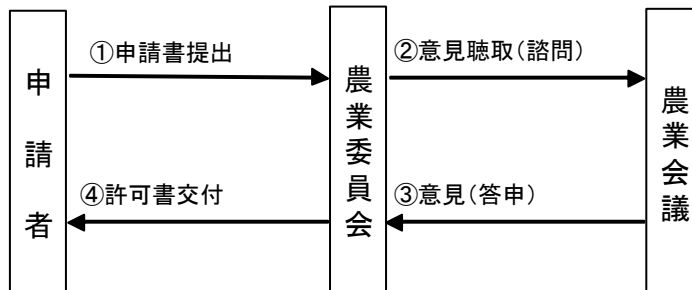 申請者
①申請書提出
④許可書交付
農業委員会
②意見聴取(諮問)
③意見(答申)
農業会議